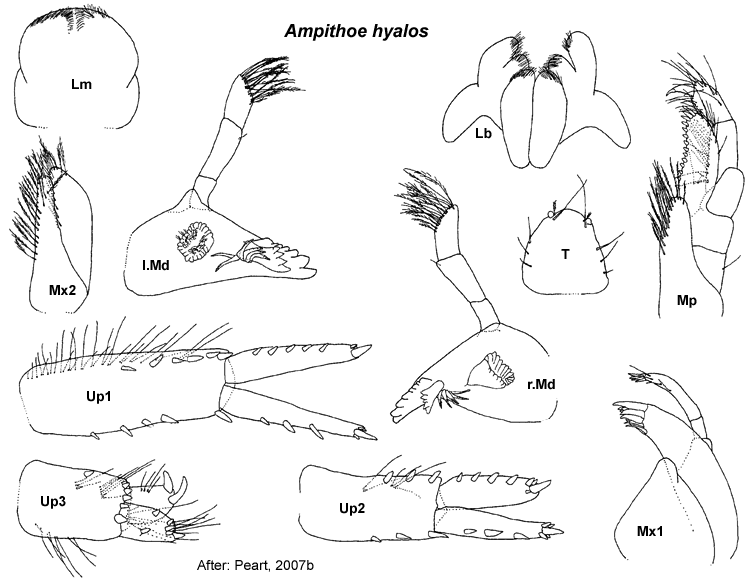 Ampithoe hyalos
Lm
Lb
Mx2
l.Md
T
Mp
Up1
r.Md
Up3
Up2
Mx1
After: Peart, 2007b